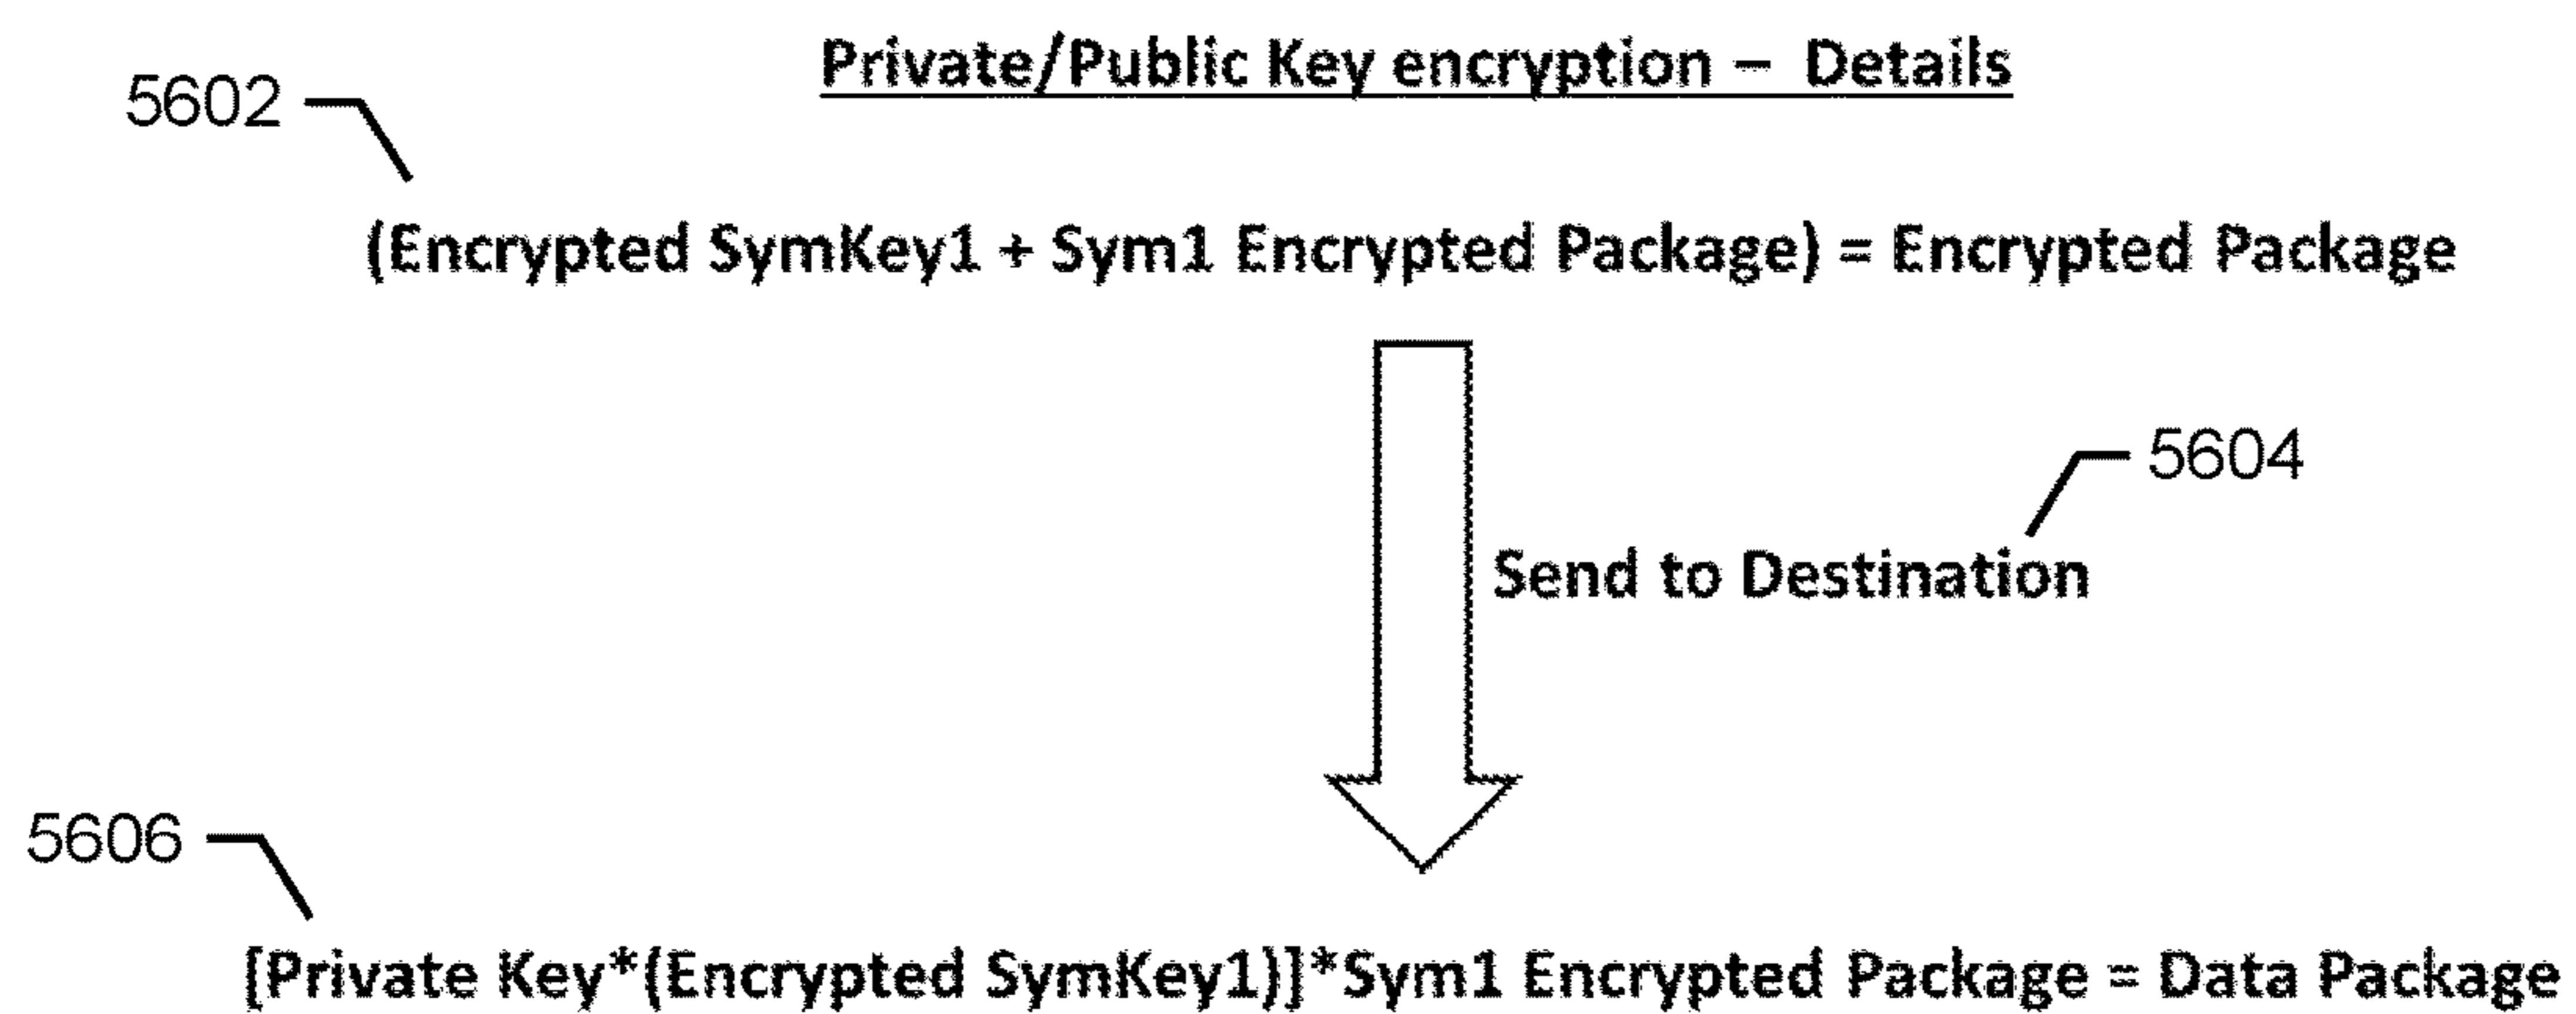 Private/Public Key encryption – Details
5602
(Encrypted SymKey1 + Sym1 Encrypted Package) = Encrypted Package
5604
Send to Destination
5606
[Private Key*(Encrypted SymKey1)]*Sym1 Encrypted Package = Data Package